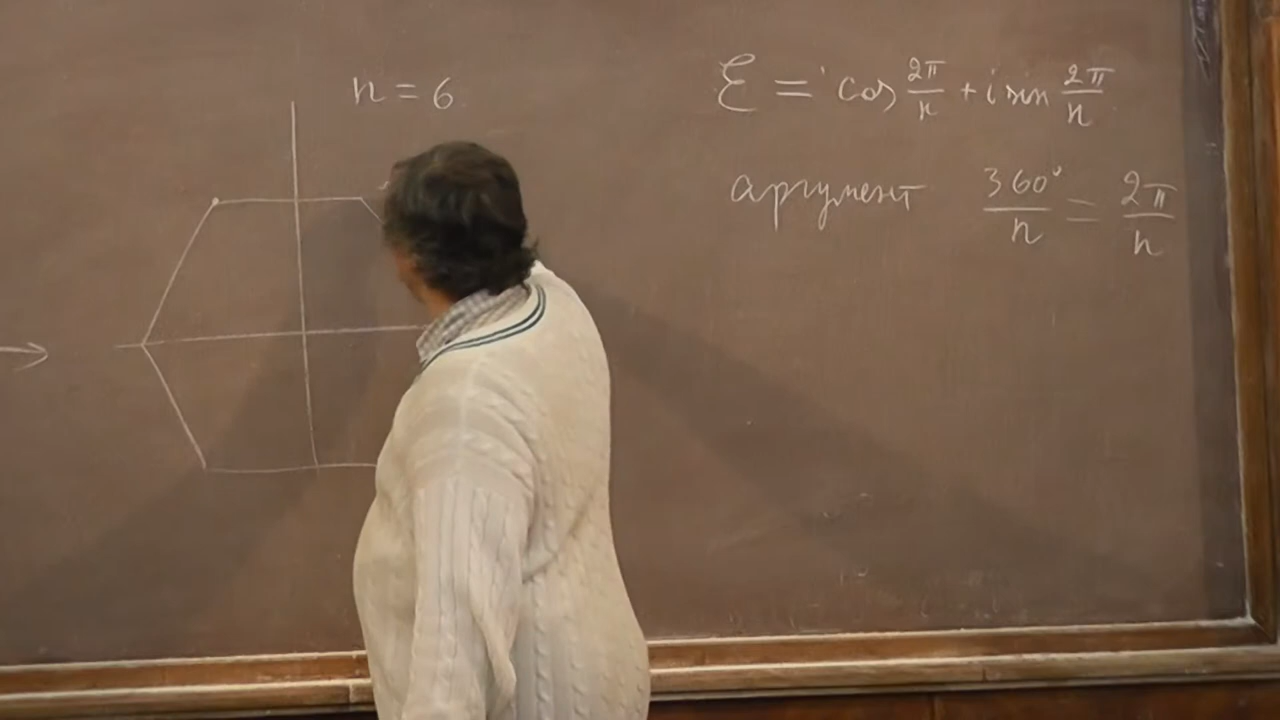 n = 6
ε = cos 2π/n + i sin 2π/n
аргумент 360°/n = 2π/n